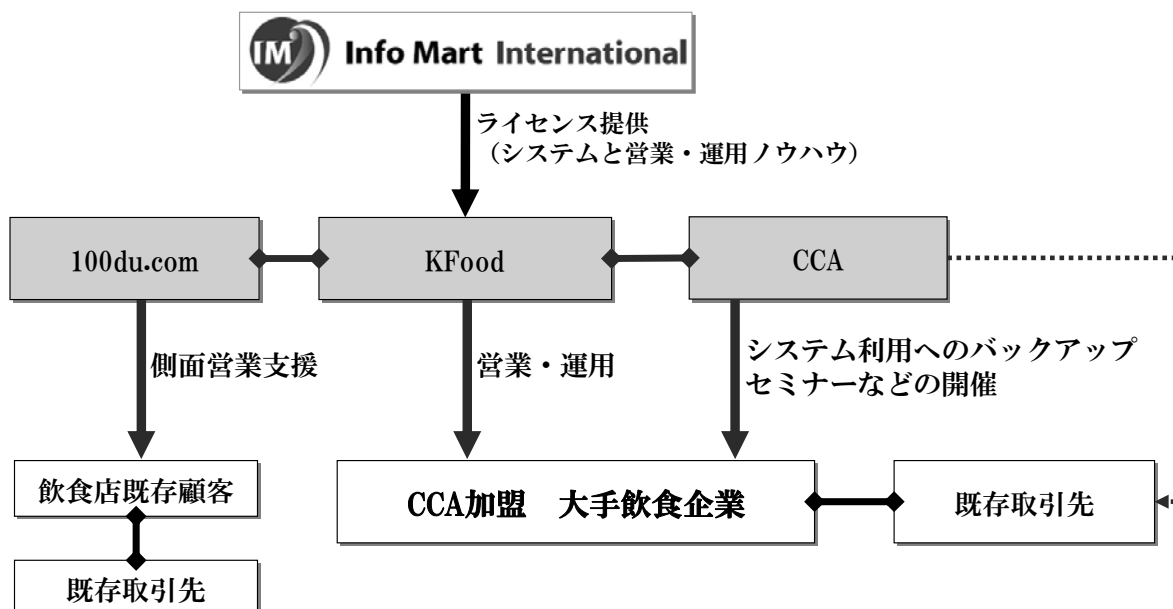 IM Info Mart International
ライセンス提供
（システムと営業・運用ノウハウ）
100du.com
KFood
CCA
側面営業支援
営業・運用
システム利用へのバックアップ
セミナーなどの開催
飲食店既存顧客
CCA加盟　大手飲食企業
既存取引先
既存取引先